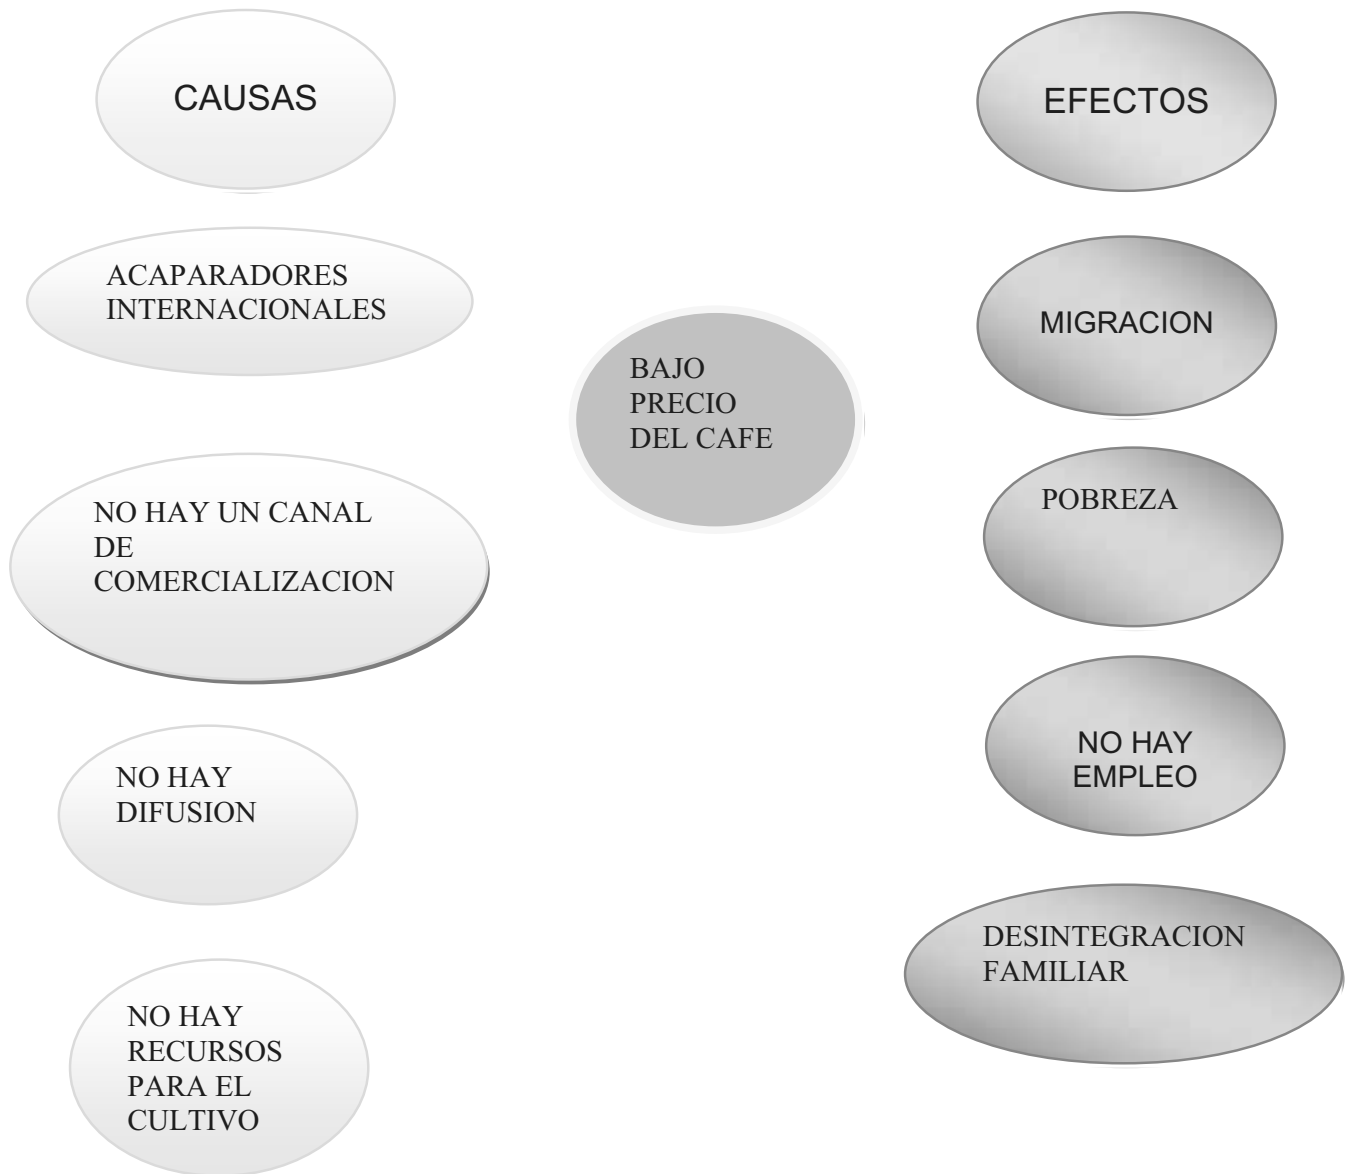 CAUSAS
ACAPARADORES
INTERNACIONALES
NO HAY UN CANAL
DE
COMERCIALIZACION
NO HAY
DIFUSION
NO HAY
RECURSOS
PARA EL
CULTIVO
BAJO
PRECIO
DEL CAFE
EFECTOS
MIGRACION
POBREZA
NO HAY
EMPLEO
DESINTEGRACION
FAMILIAR